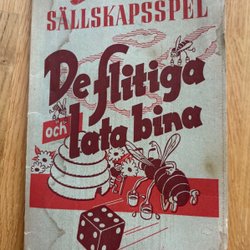 SÄLLSKAPSSPEL
De flitiga
och
lata bina